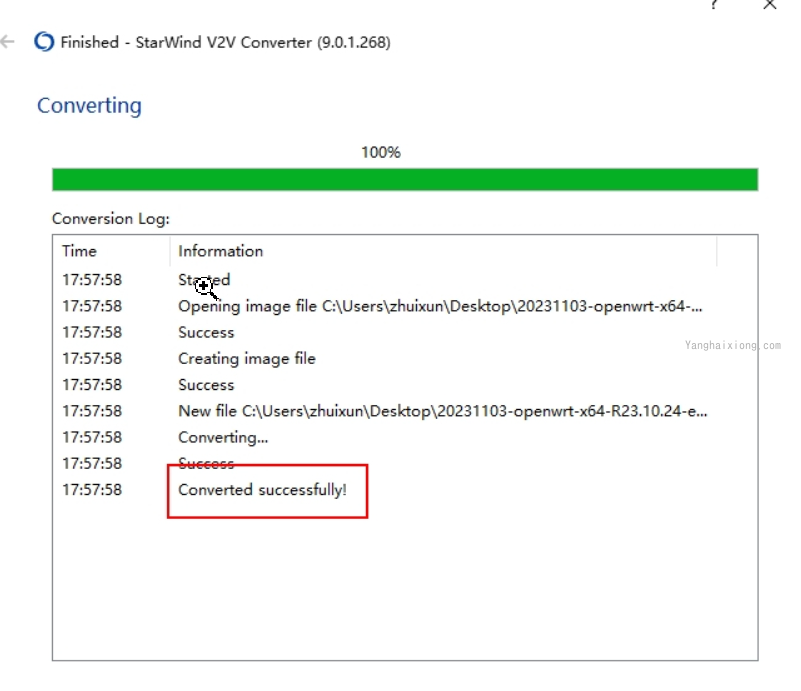 ?
Finished - StarWind V2V Converter (9.0.1.268)
Converting
100%
Conversion Log:
Time Information
17:57:58 Started
17:57:58 Opening image file C:\Users\zhuixun\Desktop\20231103-openwrt-x64-...
17:57:58 Success
Yanghaixiong.com
17:57:58 Creating image file
17:57:58 Success
17:57:58 New file C:\Users\zhuixun\Desktop\20231103-openwrt-x64-R23.10.24-e...
17:57:58 Converting...
17:57:58 Success
17:57:58 Converted successfully!